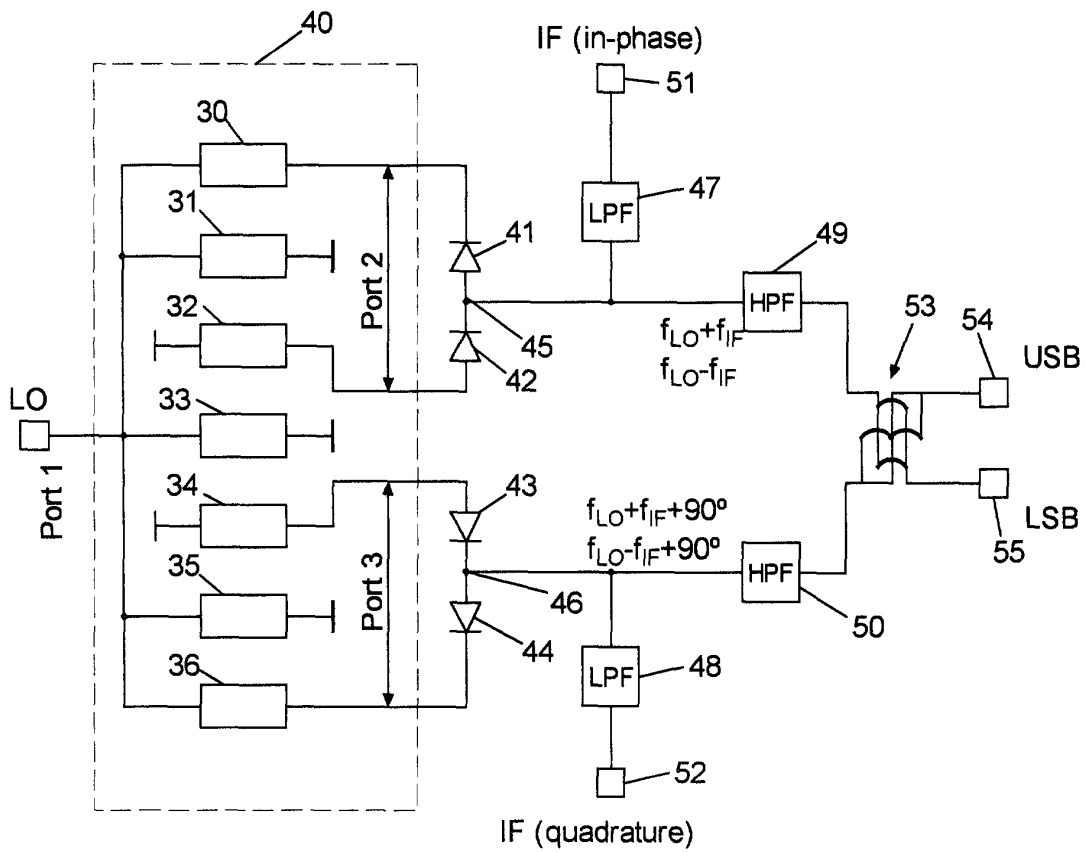 40
IF (in-phase)
51
30
LPF
47
31
41
49
Port 2
HPF
32
45
fLO+fIF
fLO-fIF
53
54
USB
42
LO
33
Port 1
34
43
fLO+fIF+90º
fLO-fIF+90º
LSB
55
35
Port 3
HPF
46
50
44
36
LPF
48
52
IF (quadrature)